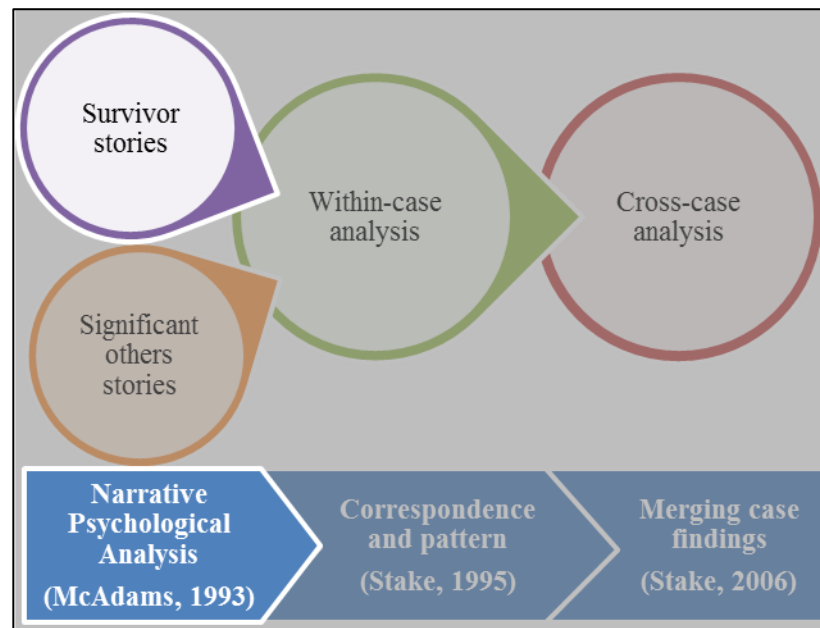 Survivor
stories
Within-case
analysis
Cross-case
analysis
Significant
others
stories
Narrative
Psychological
Analysis
(McAdams, 1993)
Correspondence
and pattern
(Stake, 1995)
Merging case
findings
(Stake, 2006)